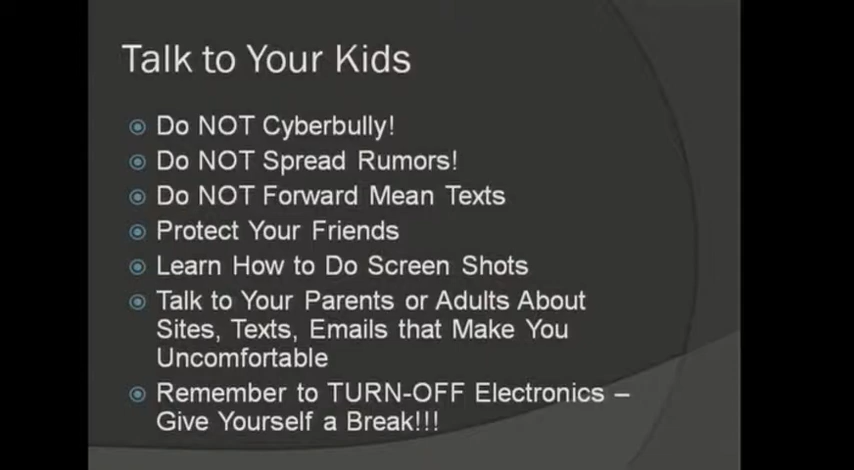 Talk to Your Kids
Do NOT Cyberbully!
Do NOT Spread Rumors!
Do NOT Forward Mean Texts
Protect Your Friends
Learn How to Do Screen Shots
Talk to Your Parents or Adults About
Sites, Texts, Emails that Make You
Uncomfortable
Remember to TURN-OFF Electronics –
Give Yourself a Break!!!